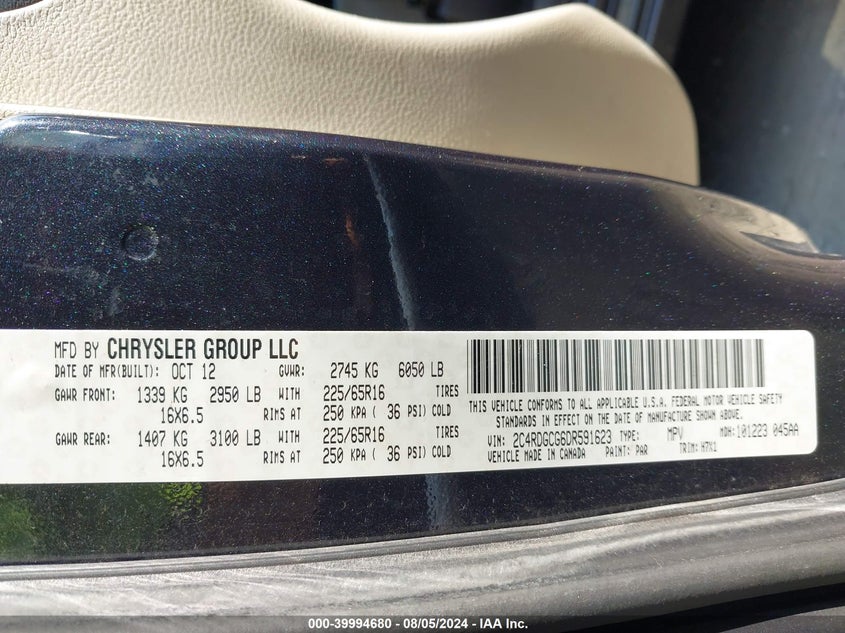 MFD BY CHRYSLER GROUP LLC
DATE OF MFR(BUILT): OCT 12 GVWR: 2745 KG 6050 LB
GAWR FRONT: 1339 KG 2950 LB WITH 225/65R16 TIRES
16X6.5 RIMS AT 250 KPA ( 36 PSI) COLD
GAWR REAR: 1407 KG 3100 LB WITH 225/65R16 TIRES
16X6.5 RIMS AT 250 KPA ( 36 PSI) COLD
THIS VEHICLE CONFORMS TO ALL APPLICABLE U.S.A. FEDERAL MOTOR VEHICLE SAFETY
STANDARDS IN EFFECT ON THE DATE OF MANUFACTURE SHOWN ABOVE.
VIN: 2C4RDGCG6DR591623 TYPE: MPV MDH: 101223 045AA
VEHICLE MADE IN CANADA PAINT: PAR TRIM: H7X1
000-39994680 - 08/05/2024 - IAA Inc.